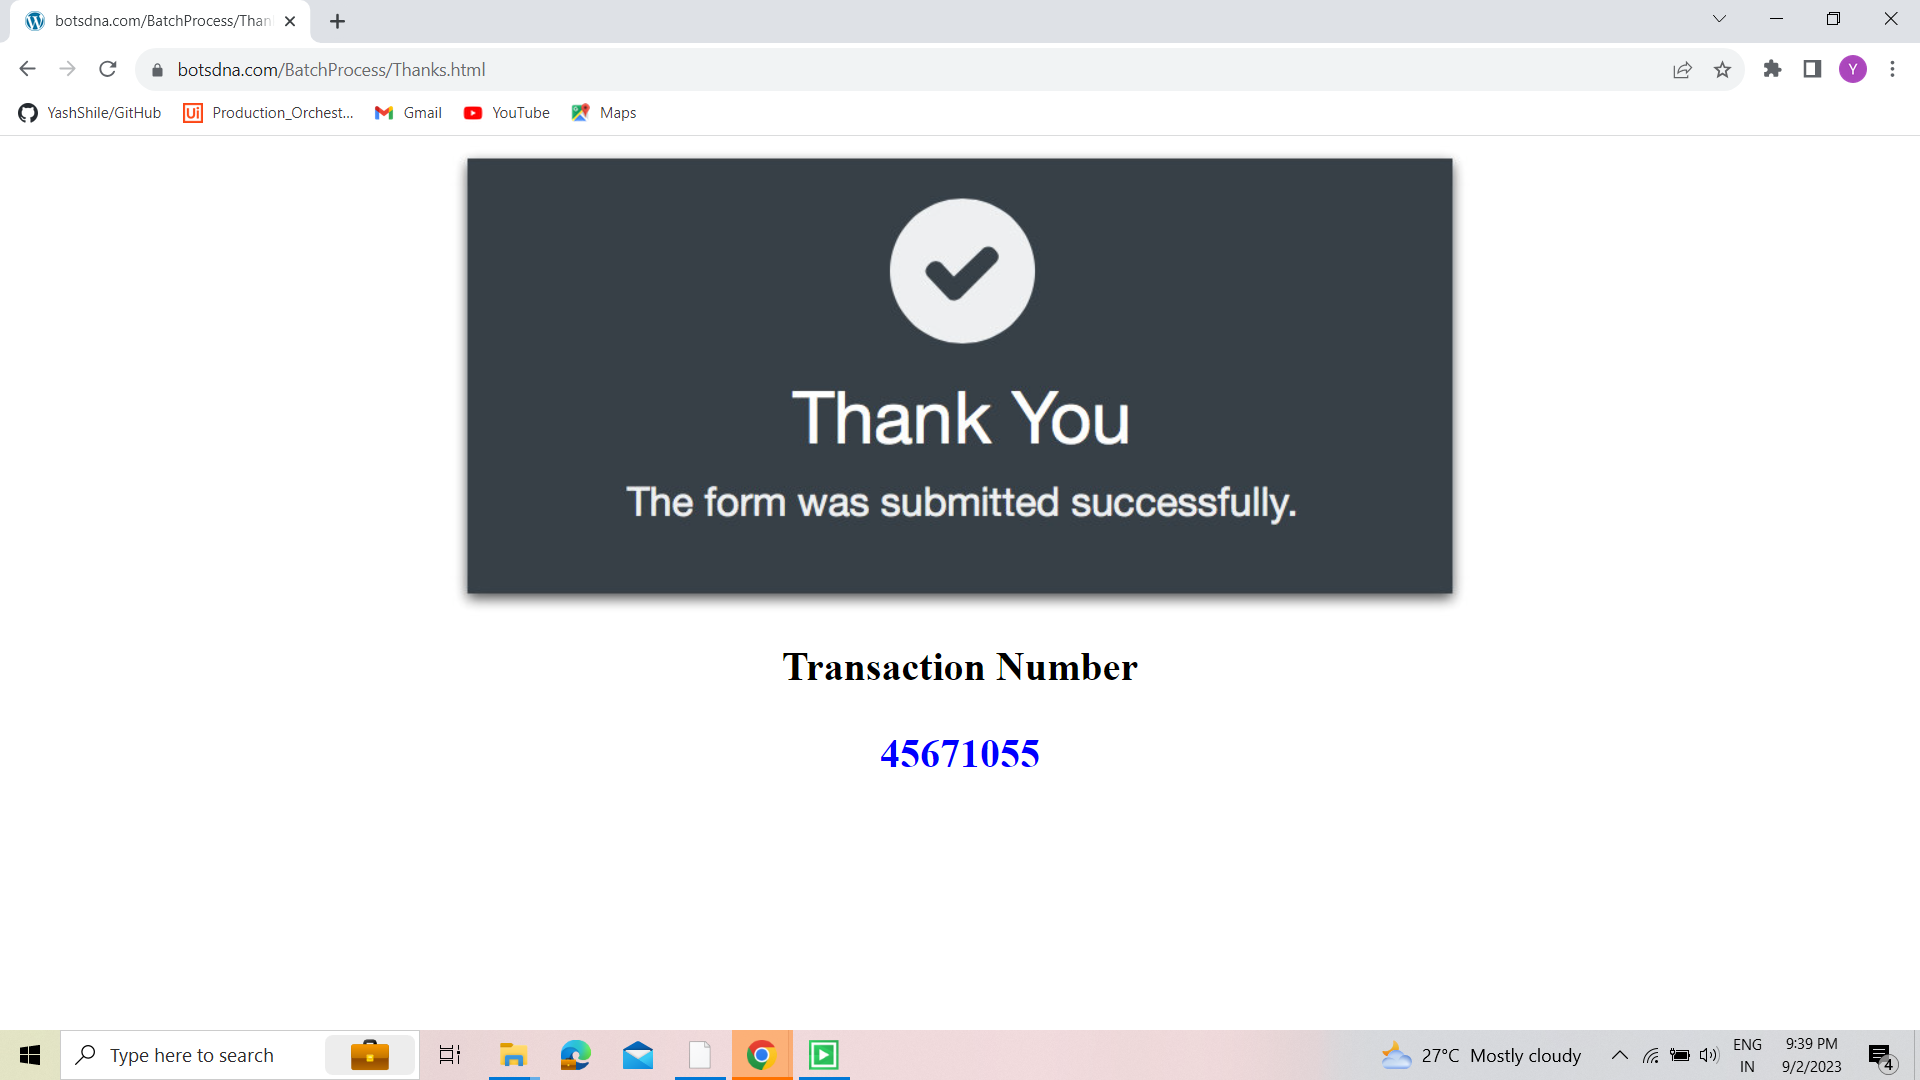 botsdna.com/BatchProcess/Than
botsdna.com/BatchProcess/Thanks.html
Y
YashShile/GitHub
Ui
Production_Orchest...
Gmail
YouTube
Maps
Thank You
The form was submitted successfully.
Transaction Number
45671055
Type here to search
27°C Mostly cloudy
ENG
IN
9:39 PM
9/2/2023
4